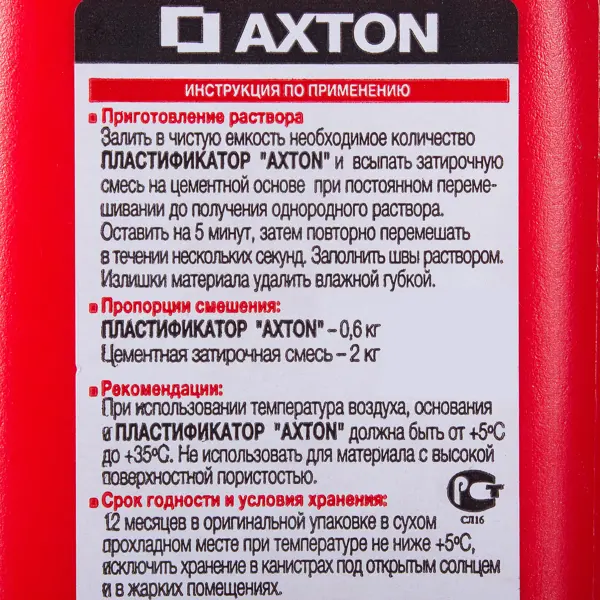 AXTON
ИНСТРУКЦИЯ ПО ПРИМЕНЕНИЮ
Приготовление раствора
Залить в чистую емкость необходимое количество
ПЛАСТИФИКАТОР "AXTON" и всыпать затирочную
смесь на цементной основе при постоянном переме-
шивании до получения однородного раствора.
Оставить на 5 минут, затем повторно перемешать
в течении нескольких секунд. Заполнить швы раствором.
Излишки материала удалить влажной губкой.
Пропорции смешения:
ПЛАСТИФИКАТОР "AXTON" – 0,6 кг
Цементная затирочная смесь – 2 кг
Рекомендации:
При использовании температура воздуха, основания
и ПЛАСТИФИКАТОР "AXTON" должна быть от +5ºС
до +35ºС. Не использовать для материала с высокой
поверхностной пористостью.
Срок годности и условия хранения:
12 месяцев в оригинальной упаковке в сухом
прохладном месте при температуре не ниже +5ºС,
исключить хранение в канистрах под открытым солнцем
и в жарких помещениях.
РСТ
СЛ16